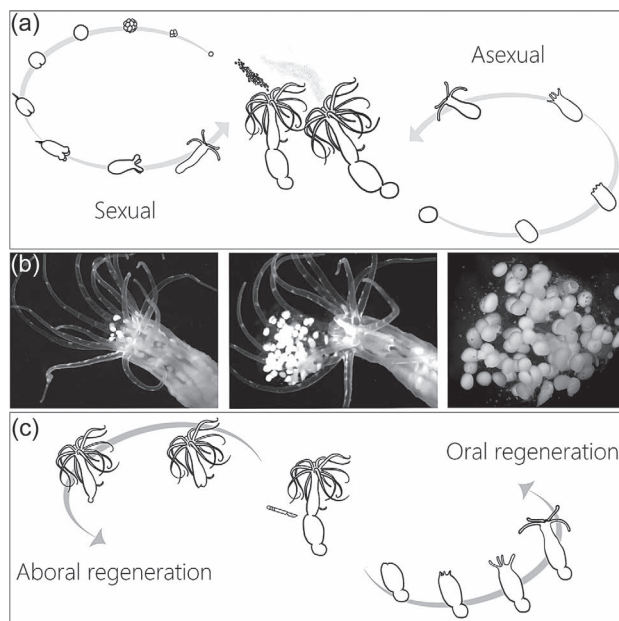 (a)
Asexual
Sexual
(b)
(c)
Oral regeneration
Aboral regeneration